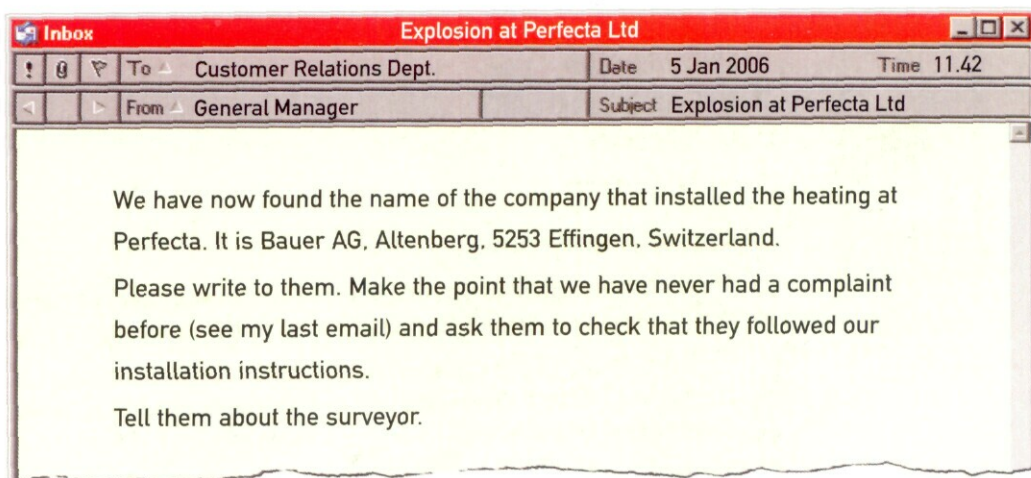 Inbox Explosion at Perfecta Ltd
! To Customer Relations Dept. Date 5 Jan 2006 Time 11.42
From General Manager Subject Explosion at Perfecta Ltd
We have now found the name of the company that installed the heating at
Perfecta. It is Bauer AG, Altenberg, 5253 Effingen, Switzerland.
Please write to them. Make the point that we have never had a complaint
before (see my last email) and ask them to check that they followed our
installation instructions.
Tell them about the surveyor.